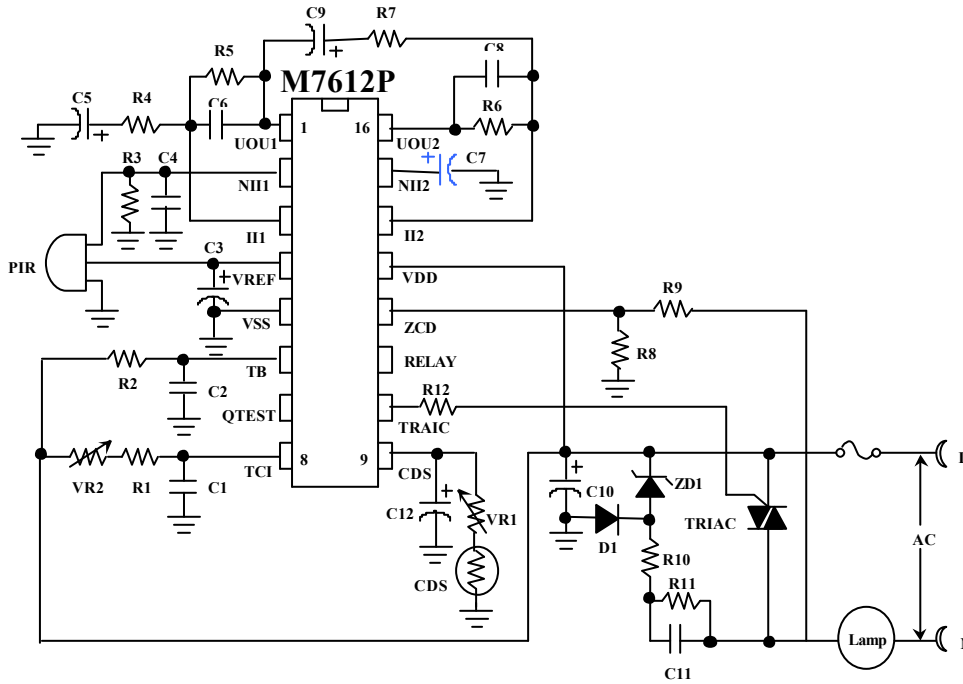 C9
R7
R5
C8
M7612P
C5
R4
C6
R6
1
16
UOU1
UOU2
R3
C4
C7
NII1
NII2
II1
II2
PIR
C3
VREF
VDD
R9
VSS
ZCD
R8
TB
RELAY
R2
C2
R12
QTEST
TRAIC
TCI
8
9
CDS
VR2
R1
C1
C10
ZD1
C12
VR1
TRIAC
D1
R10
AC
CDS
R11
Lamp
C11